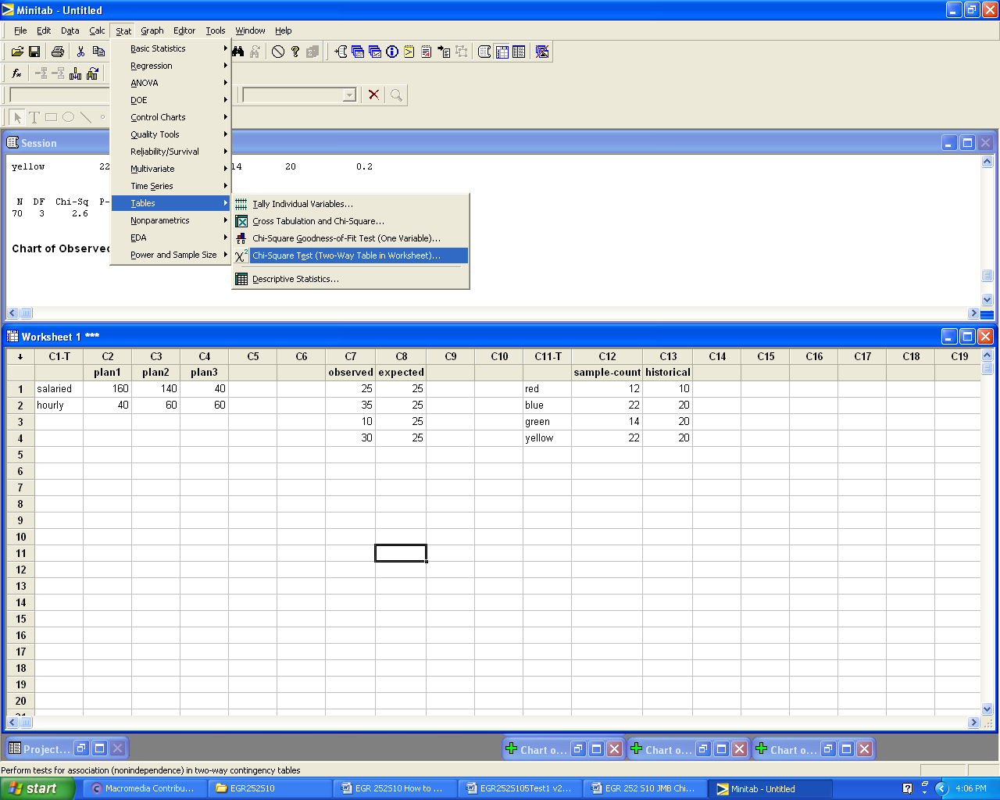 Minitab - Untitled
File Edit Data Calc Stat Graph Editor Tools Window Help
Basic Statistics
Regression
ANOVA
DOE
Control Charts
Quality Tools
Reliability/Survival
Multivariate
Time Series
Tables
Nonparametrics
EDA
Power and Sample Size
Tally Individual Variables...
Cross Tabulation and Chi-Square...
Chi-Square Goodness-of-Fit Test (One Variable)...
Chi-Square Test (Two-Way Table in Worksheet)...
Descriptive Statistics...
Session
yellow 22 14 20 0.2
N DF Chi-Sq P-
70 3 2.6
Chart of Observed
Worksheet 1 ***
C1-T C2 C3 C4 C5 C6 C7 C8 C9 C10 C11-T C12 C13 C14 C15 C16 C17 C18 C19
plan1 plan2 plan3 observed expected sample-count historical
1 salaried 160 140 40 25 25 red 12 10
2 hourly 40 60 60 35 25 blue 22 20
3 10 25 green 14 20
4 30 25 yellow 22 20
5
6
7
8
9
10
11
12
13
14
15
16
17
18
19
20
21
Project... Chart o... Chart o... Chart o...
Perform tests for association (nonindependence) in two-way contingency tables
start Macromedia Contribu... EGR252S10 EGR 252S10 How to ... EGR252S105Test1 v2... EGR 252 S10 JMB Chi... Minitab - Untitled 4:06 PM